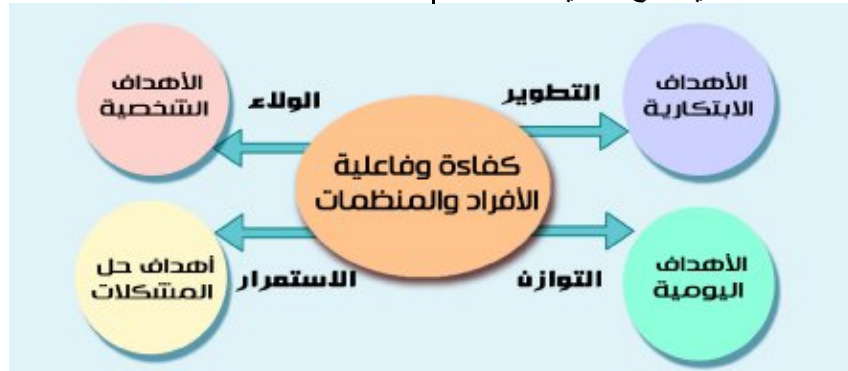 الأهداف
الابتكارية
التطوير
الولاء
الأهداف
الشخصية
كفاءة وفاعلية
الأفراد والمنظمات
الأهداف
اليومية
التوازن
الاستمرار
أهداف حل
المشكلات